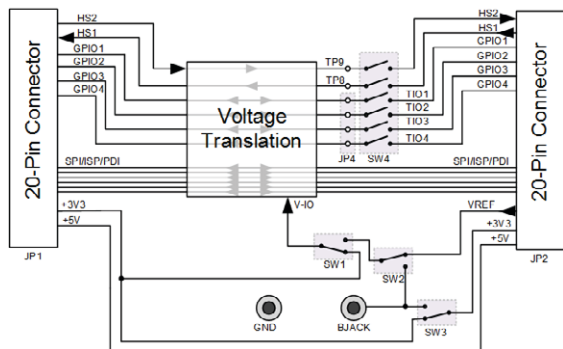 HS2
HS1
GPIO1
GPIO2
GPIO3
GPIO4
20-Pin Connector
SPI/ISP/PDI
+3V3
+5V
JP1
Voltage
Translation
TP9
TP8
TIO1
TIO2
TIO3
TIO4
JP4
SW4
HS2
HS1
CPIO1
GPIO2
GPIO3
GPIO4
20-Pin Connector
SPI/ISP/PDI
VREF
+3V3
+5V
JP2
V-IO
SW1
SW2
SW3
GND
BJACK